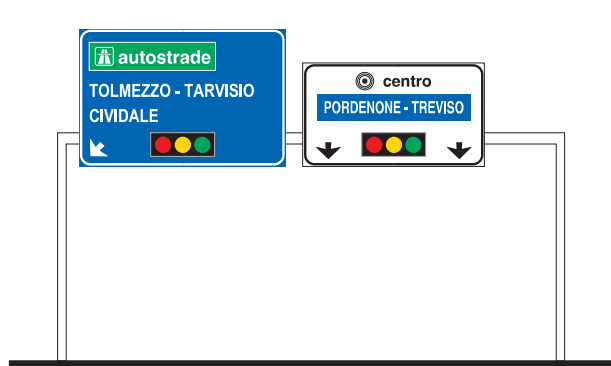 autostrade
TOLMEZZO - TARVISIO
CIVIDALE
centro
PORDENONE - TREVISO